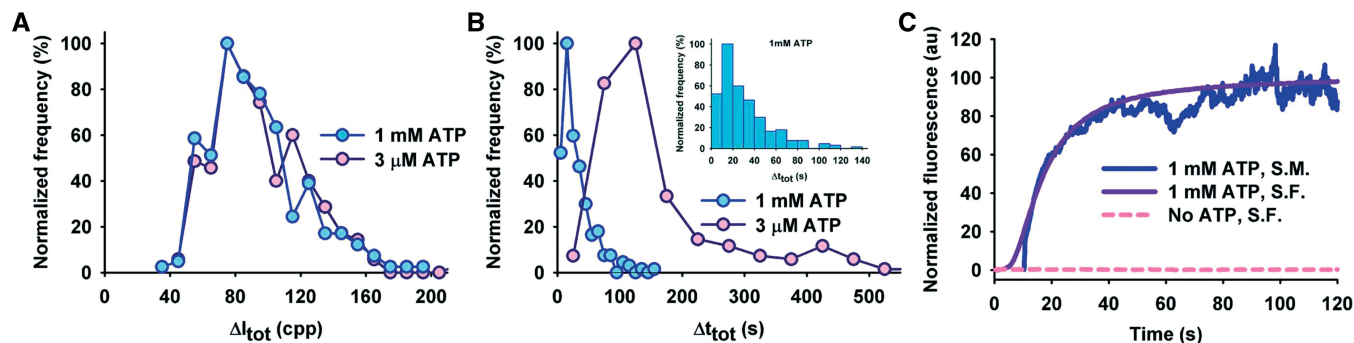 A
Normalized frequency (%)
100
80
60
40
20
0
40
80
120
160
200
ΔItot (cpp)
1 mM ATP
3 μM ATP
B
Normalized frequency (%)
100
80
60
40
20
0
0
100
200
300
400
500
Δttot (s)
1 mM ATP
3 μM ATP
1mM ATP
Normalized frequency (%)
100
80
60
40
20
0
0
20
40
60
80
100
120
140
Δttot (s)
C
Normalized fluorescence (au)
120
100
80
60
40
20
0
0
20
40
60
80
100
120
Time (s)
1 mM ATP, S.M.
1 mM ATP, S.F.
No ATP, S.F.